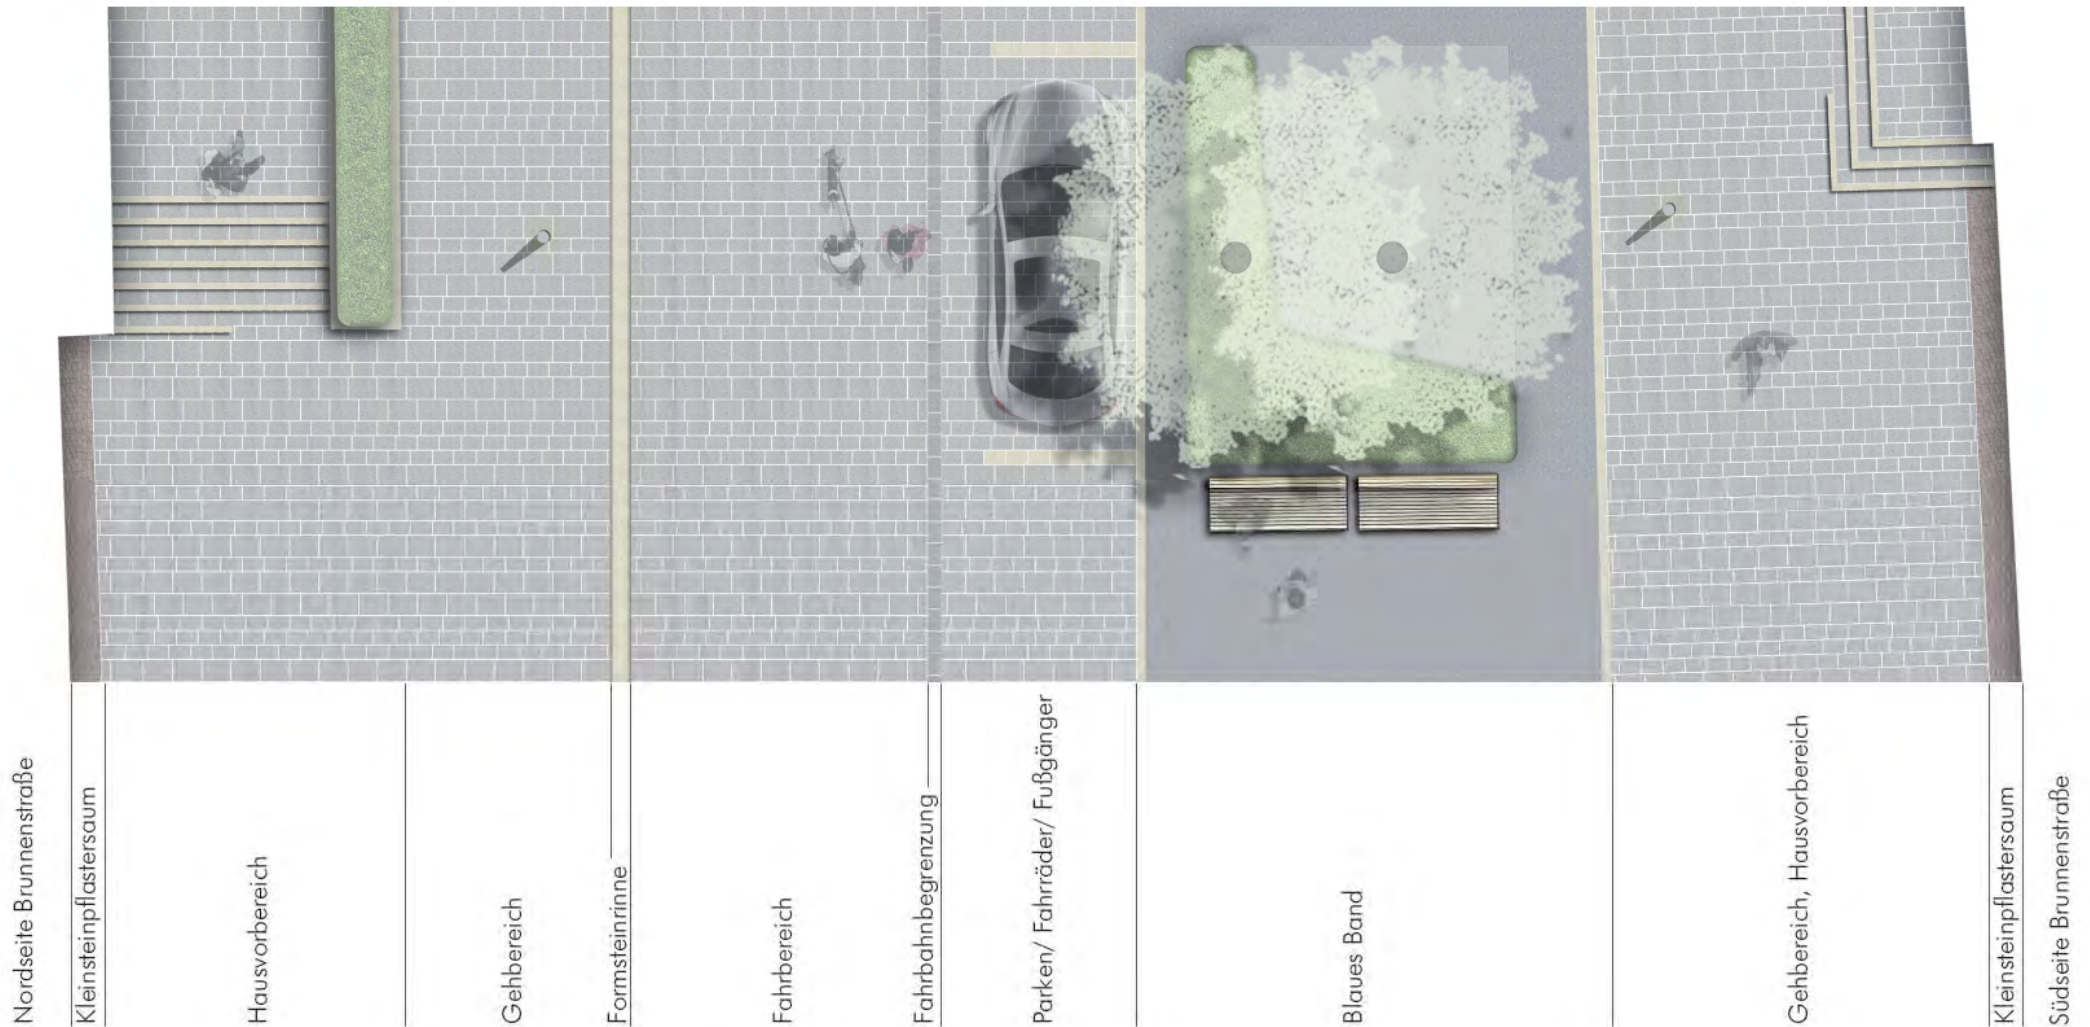 Nordseite Brunnenstraße
Kleinsteinpflastersaum
Hausvorbereich
Gehbereich
Formsteinrinne
Fahrbereich
Fahrbahnbegrenzung
Parken/ Fahrräder/ Fußgänger
Blaues Band
Gehbereich, Hausvorbereich
Kleinsteinpflastersaum
Südseite Brunnenstraße